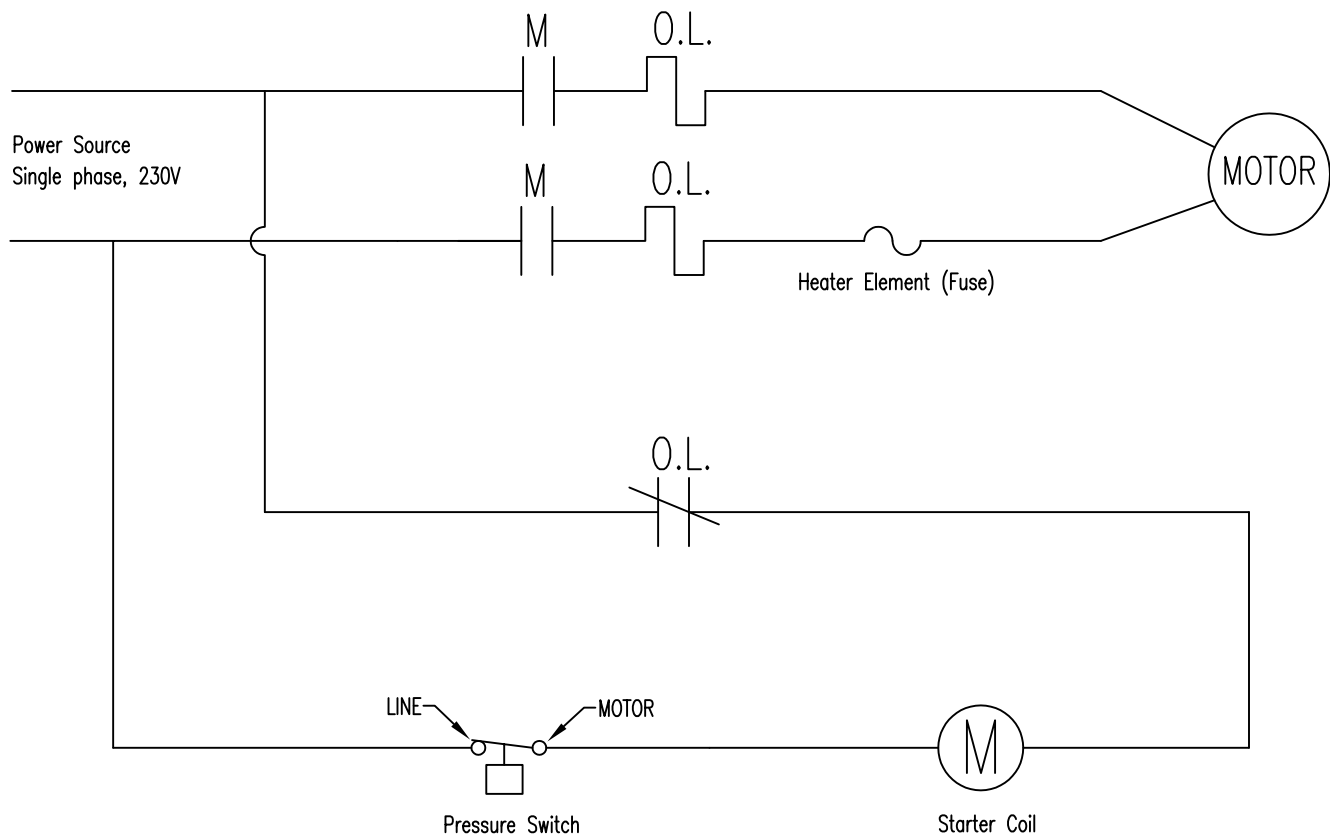 M
O.L.
Power Source
Single phase, 230V
MOTOR
M
O.L.
Heater Element (Fuse)
O.L.
LINE
MOTOR
M
Pressure Switch
Starter Coil